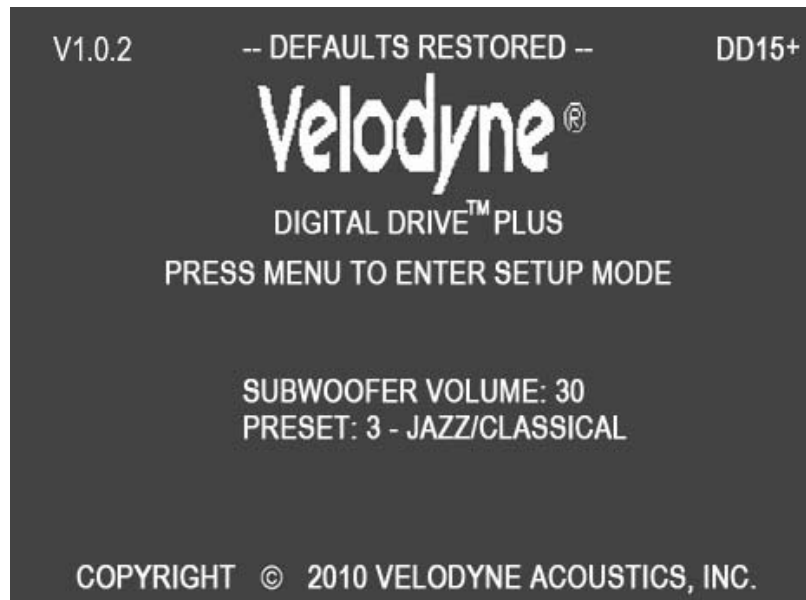 V1.0.2 -- DEFAULTS RESTORED -- DD15+
Velodyne®
DIGITAL DRIVE™ PLUS
PRESS MENU TO ENTER SETUP MODE
SUBWOOFER VOLUME: 30
PRESET: 3 - JAZZ/CLASSICAL
COPYRIGHT © 2010 VELODYNE ACOUSTICS, INC.